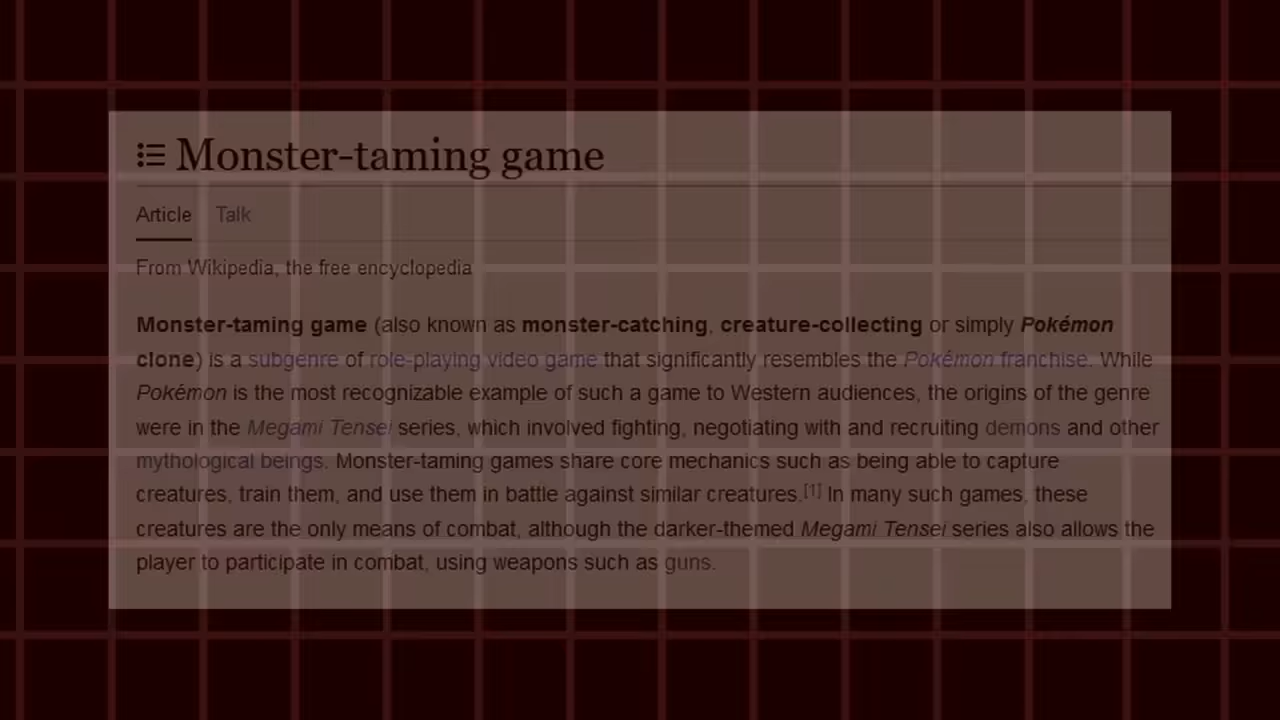 Monster-taming game
Article Talk
From Wikipedia, the free encyclopedia
Monster-taming game (also known as monster-catching, creature-collecting or simply Pokémon
clone) is a subgenre of role-playing video game that significantly resembles the Pokémon franchise. While
Pokémon is the most recognizable example of such a game to Western audiences, the origins of the genre
were in the Megami Tensei series, which involved fighting, negotiating with and recruiting demons and other
mythological beings. Monster-taming games share core mechanics such as being able to capture
creatures, train them, and use them in battle against similar creatures.[1] In many such games, these
creatures are the only means of combat, although the darker-themed Megami Tensei series also allows the
player to participate in combat, using weapons such as guns.